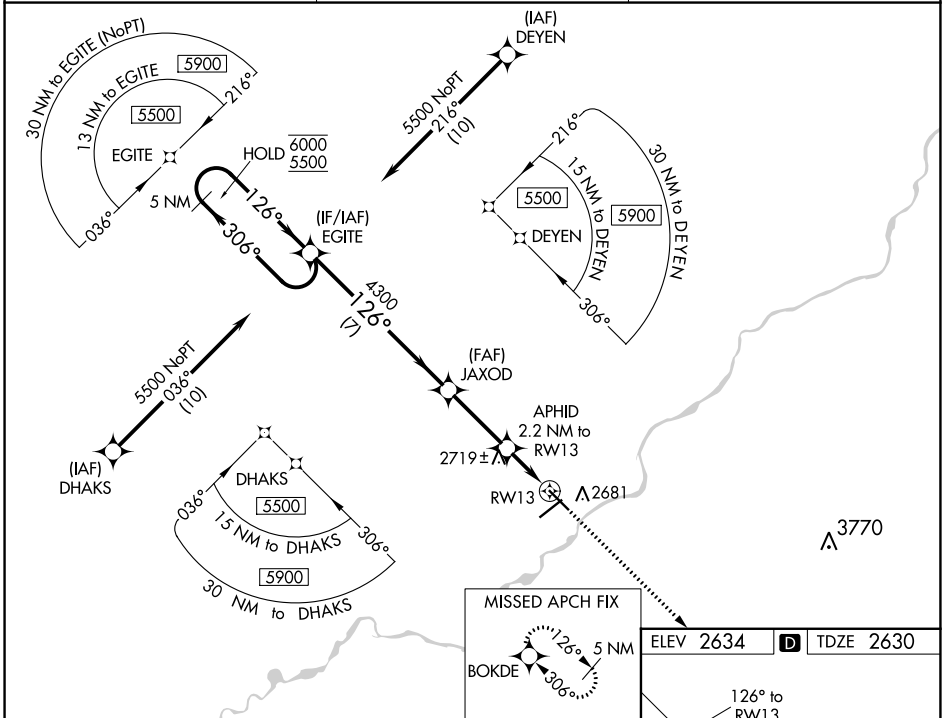 30 NM to EGITE (NoPT)
5900
13 NM to EGITE
216°
5500
EGITE
036°
(IAF)
DEYEN
5500 NoPT
216°
(10)
HOLD
6000
5500
5 NM
126°
306°
(IF/IAF)
EGITE
216°
15 NM to DEYEN
30 NM to DEYEN
5500
5900
DEYEN
306°
4300
126°
(7)
5500 NoPT
036°
(10)
(IAF)
DHAKS
(FAF)
JAXOD
APHID
2.2 NM to
RW13
2719±
RW13
2681
3770
DHAKS
036°
5500
306°
15 NM to DHAKS
5900
30 NM to DHAKS
MISSED APCH FIX
126°
5 NM
BOKDE
306°
ELEV 2634
D
TDZE 2630
126° to
RW13